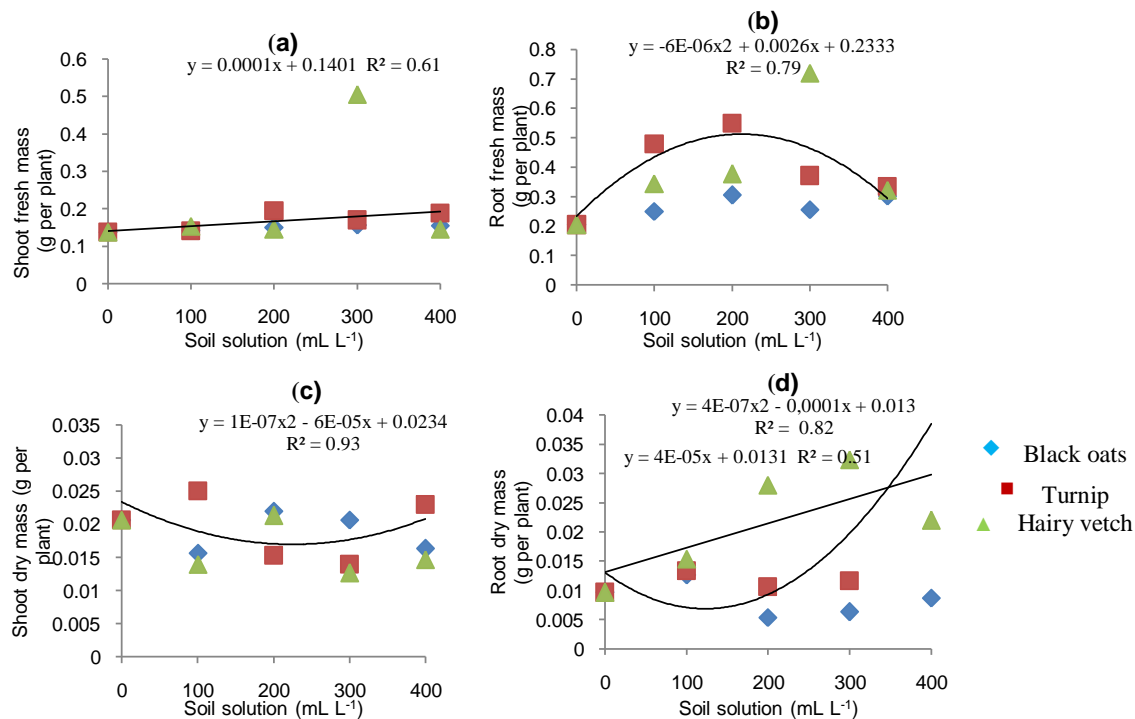 (a)
y = 0.0001x + 0.1401 R² = 0.61
Shoot fresh mass
(g per plant)
0.6
0.5
0.4
0.3
0.2
0.1
0
0 100 200 300 400
Soil solution (mL L⁻¹)
(b)
y = -6E-06x2 + 0.0026x + 0.2333
R² = 0.79
Root fresh mass
(g per plant)
0.8
0.7
0.6
0.5
0.4
0.3
0.2
0.1
0
0 100 200 300 400
Soil solution (mL L⁻¹)
(c)
y = 1E-07x2 - 6E-05x + 0.0234
R² = 0.93
Shoot dry mass (g per
plant)
0.035
0.03
0.025
0.02
0.015
0.01
0.005
0
0 100 200 300 400
Soil solution (mL L⁻¹)
(d)
y = 4E-07x2 - 0,0001x + 0.013
R² = 0.82
y = 4E-05x + 0.0131 R² = 0.51
Root dry mass
(g per plant)
0.04
0.035
0.03
0.025
0.02
0.015
0.01
0.005
0
0 100 200 300 400
Soil solution (mL L⁻¹)
Black oats
Turnip
Hairy vetch